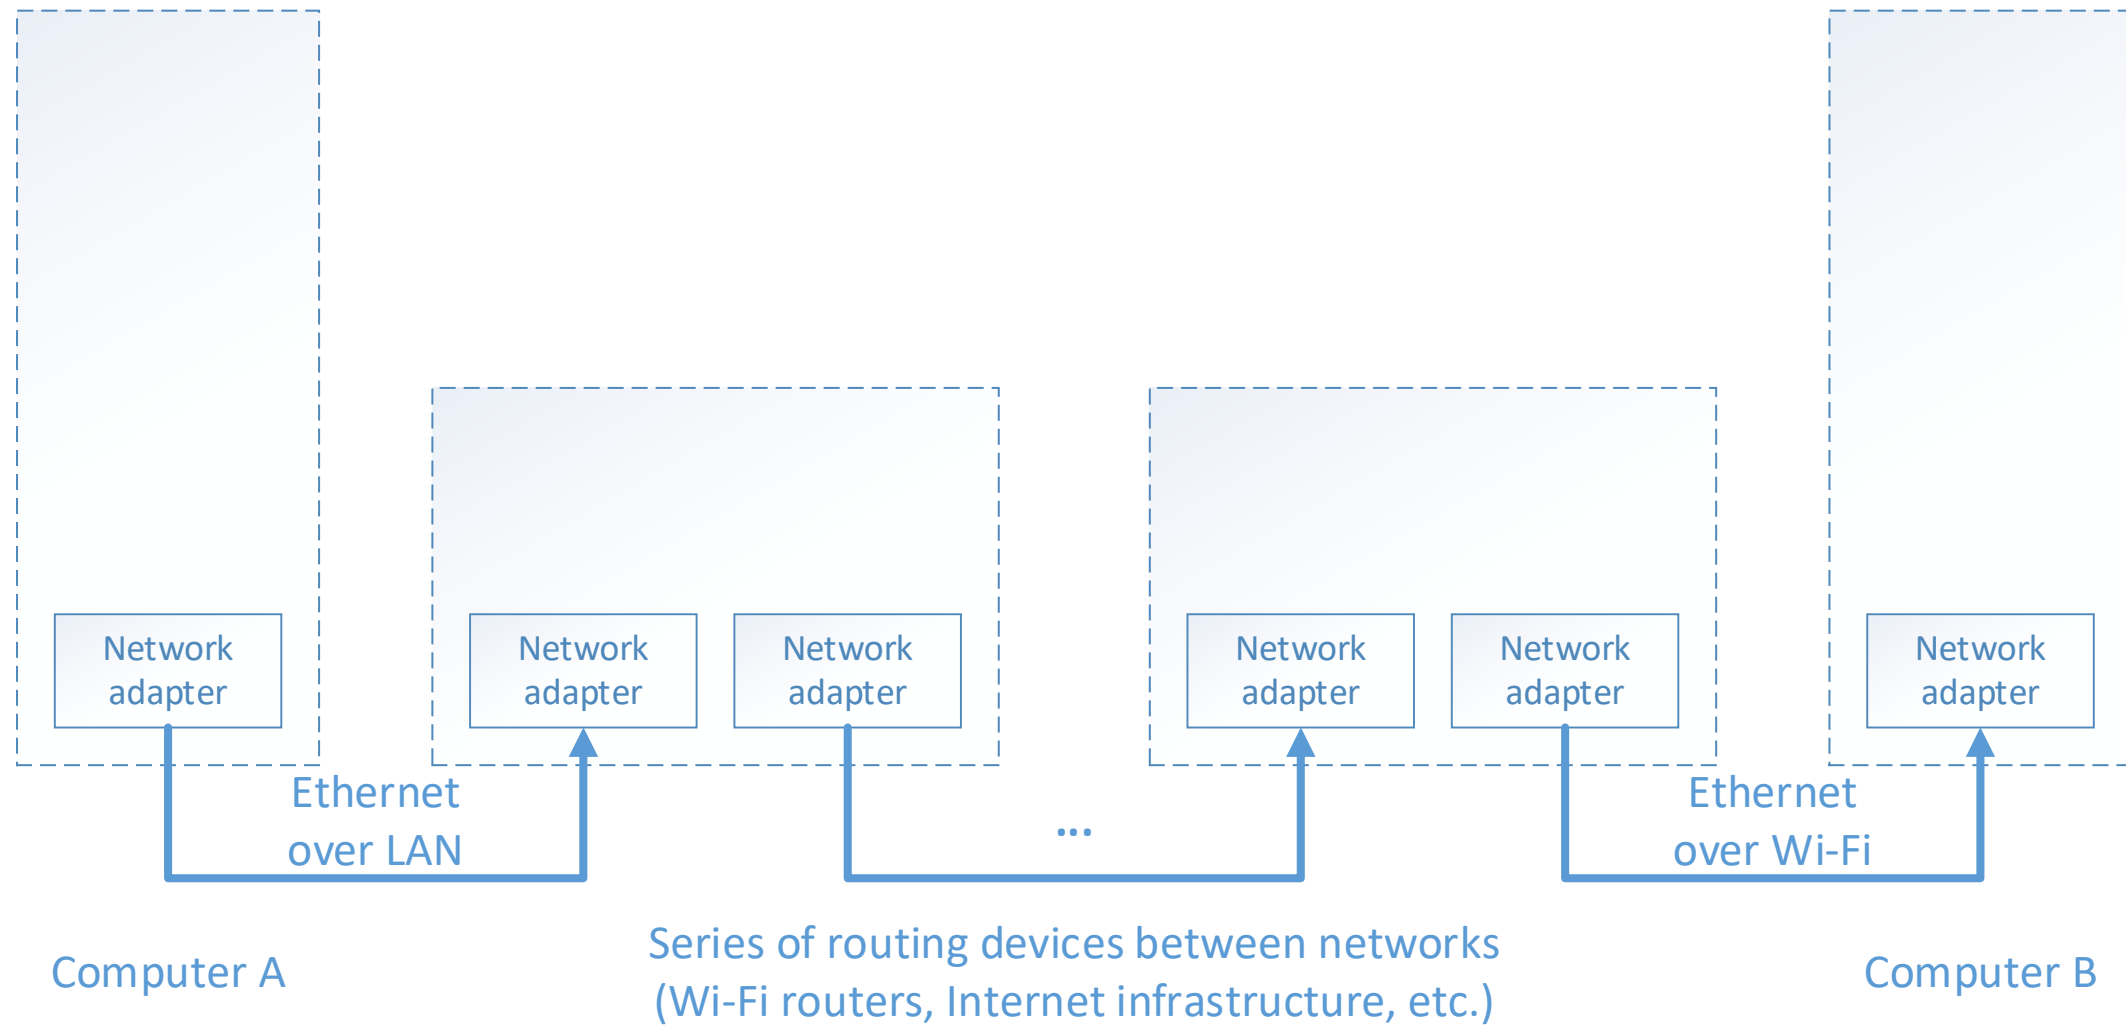 Network
adapter
Network
adapter
Network
adapter
Network
adapter
Network
adapter
Network
adapter
Ethernet
over LAN
...
Ethernet
over Wi-Fi
Computer A
Series of routing devices between networks
(Wi-Fi routers, Internet infrastructure, etc.)
Computer B